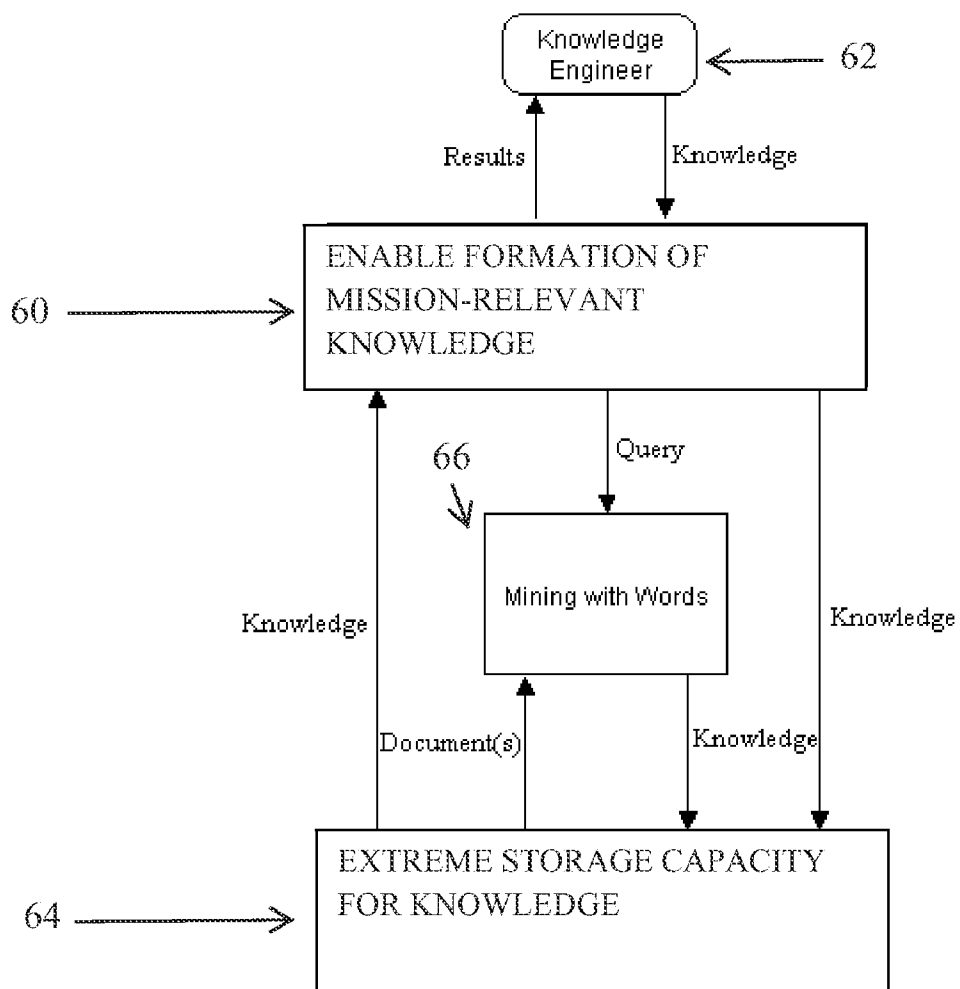 Knowledge
Engineer
62
Results
Knowledge
ENABLE FORMATION OF
MISSION-RELEVANT
KNOWLEDGE
60
66
Query
Mining with Words
Knowledge
Knowledge
Document(s)
Knowledge
EXTREME STORAGE CAPACITY
FOR KNOWLEDGE
64